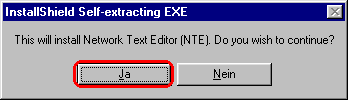 InstallShield Self-extracting EXE
This will install Network Text Editor (NTE). Do you wish to continue?
Ja Nein